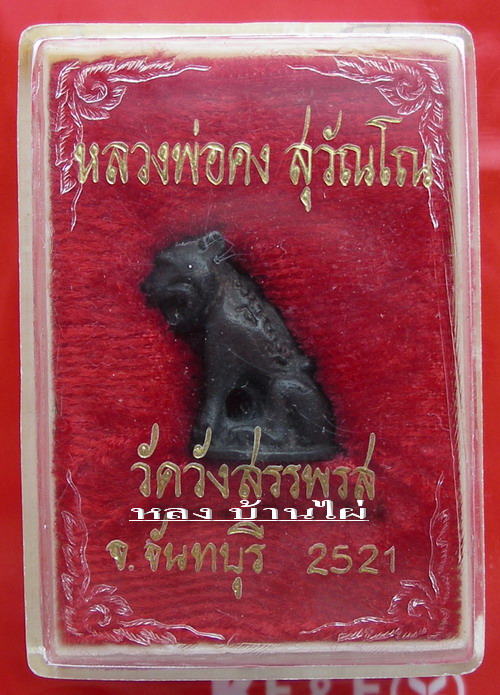 หลวงพ่อคง สุวัณโณ
วัดวังสรรพรส
หลง บ้านไผ่
จ.จันทบุรี 2521